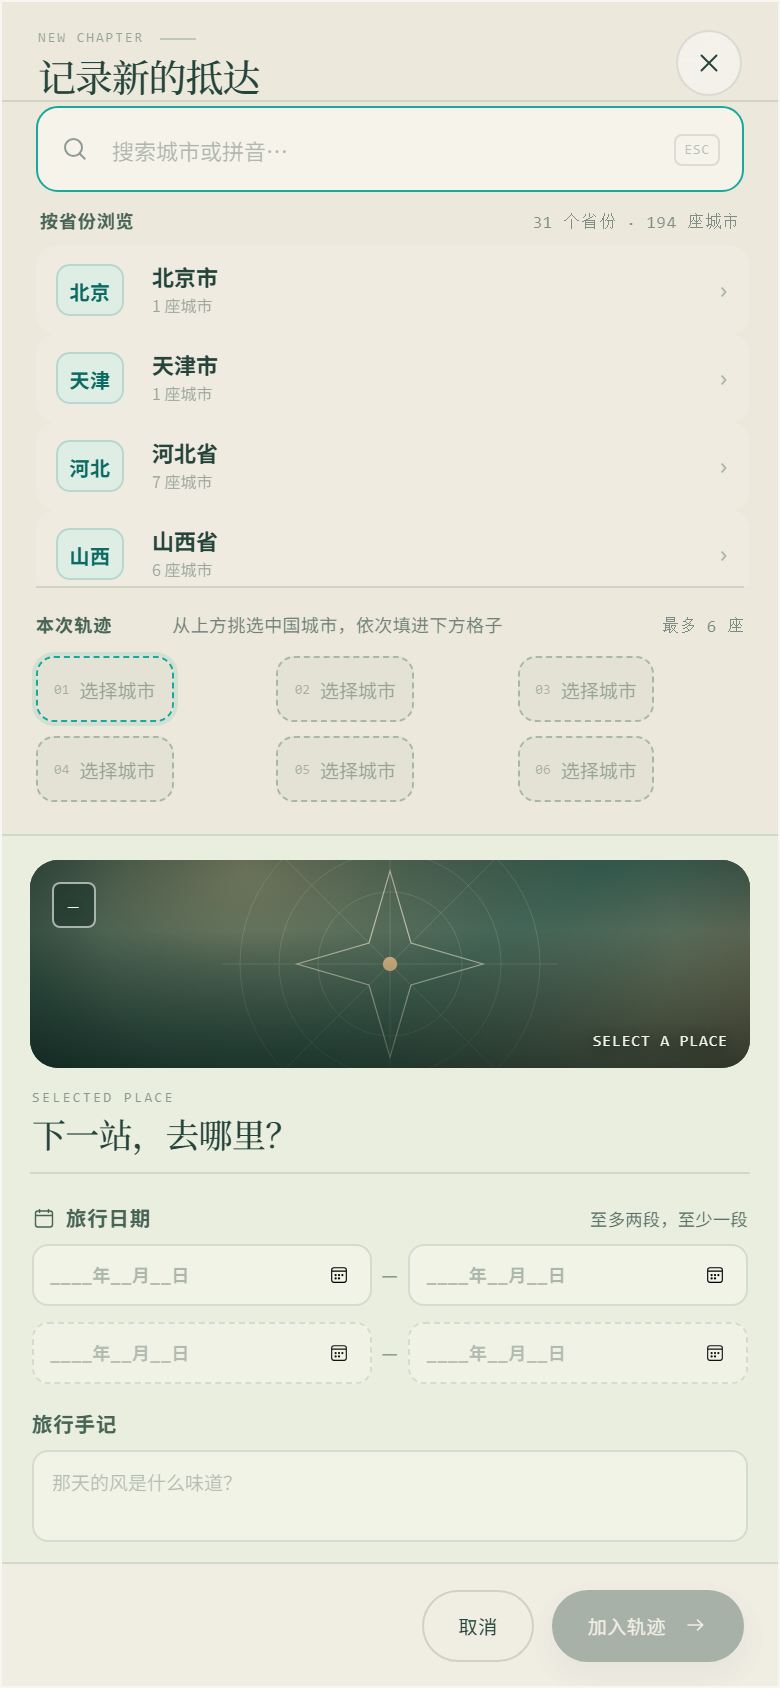 NEW CHAPTER
记录新的抵达
搜索城市或拼音… ESC
按省份浏览 31 个省份 · 194 座城市
北京 北京市
1 座城市
天津 天津市
1 座城市
河北 河北省
7 座城市
山西 山西省
6 座城市
本次轨迹 从上方挑选中国城市，依次填进下方格子 最多 6 座
01 选择城市 02 选择城市 03 选择城市
04 选择城市 05 选择城市 06 选择城市
—
SELECT A PLACE
SELECTED PLACE
下一站，去哪里？
旅行日期 至多两段，至少一段
____年__月__日 — ____年__月__日
____年__月__日 — ____年__月__日
旅行手记
那天的风是什么味道？
取消 加入轨迹 →